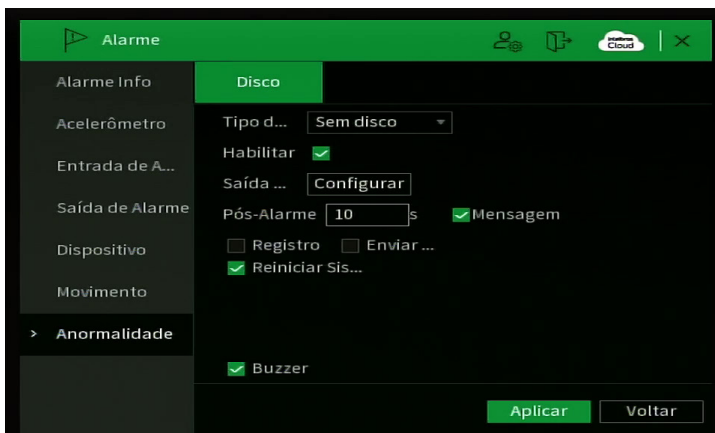 Alarme
intelbras
Cloud
Alarme Info
Acelerômetro
Entrada de A...
Saída de Alarme
Dispositivo
Movimento
> Anormalidade
Disco
Tipo d... Sem disco
Habilitar
Saída ... Configurar
Pós-Alarme 10 s Mensagem
Registro Enviar ...
Reiniciar Sis...
Buzzer
Aplicar Voltar